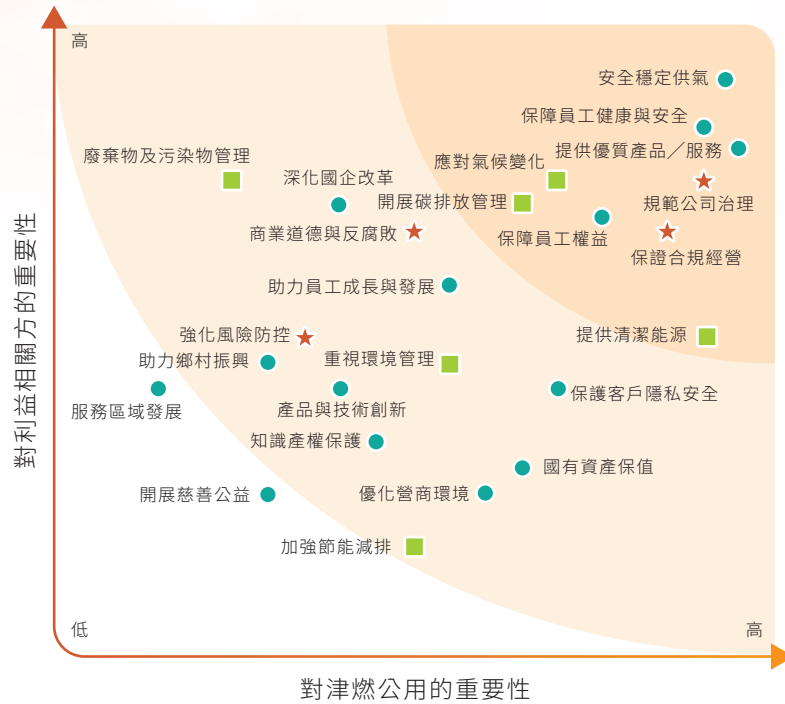 高
安全穩定供氣
保障員工健康與安全
提供優質產品／服務
廢棄物及污染物管理
應對氣候變化
深化國企改革
開展碳排放管理
規範公司治理
商業道德與反腐敗
保障員工權益
保證合規經營
助力員工成長與發展
強化風險防控
提供清潔能源
助力鄉村振興
重視環境管理
服務區域發展
產品與技術創新
保護客戶隱私安全
知識產權保護
國有資產保值
開展慈善公益
優化營商環境
加強節能減排
低
高
對利益相關方的重要性
對津燃公用的重要性